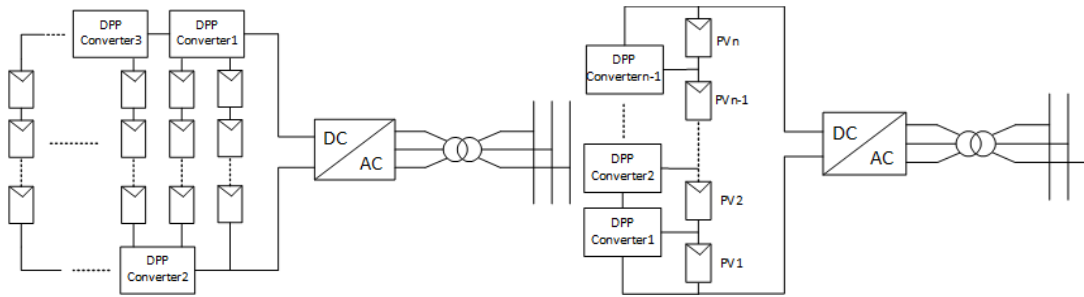 DPP
Converter3
DPP
Converter1
DPP
Converter2
DC
AC
DPP
Convertern-1
DPP
Converter2
DPP
Converter1
PVn
PVn-1
PV2
PV1
DC
AC